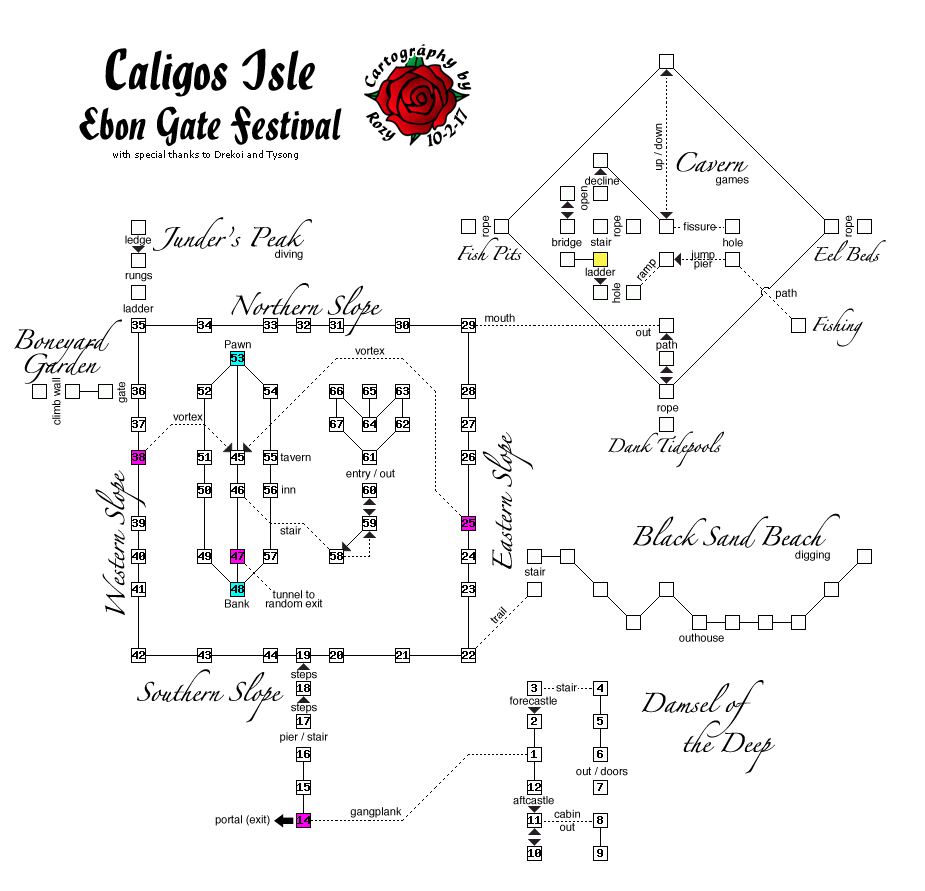 Caligos Isle
Ebon Gate Festival
with special thanks to Drekoi and Tysong
Cartography by
Rozy 10-2-17
up / down
Cavern
games
decline
open
rope
rope
rope
bridge
stair
fissure
hole
Fish Pits
Eel Beds
ladder
ramp
jump
pier
hole
path
Fishing
out
path
rope
Dank Tidepools
ledge
Junder's Peak
diving
rungs
ladder
Northern Slope
35
34
33
32
31
30
29
mouth
Boneyard
Garden
climb wall
gate
Pawn
53
vortex
36
52
54
66
65
63
28
37
vortex
67
64
62
27
38
51
45
55
tavern
61
26
entry / out
50
46
56
inn
60
Western Slope
Eastern Slope
39
stair
59
25
40
49
47
57
58
24
41
48
Bank
tunnel to
random exit
23
42
43
44
19
20
21
22
trail
Black Sand Beach
digging
stair
outhouse
Southern Slope
steps
18
steps
17
pier / stair
16
15
portal (exit)
14
gangplank
3
stair
4
forecastle
2
5
1
6
out / doors
12
7
aftcastle
11
cabin
out
8
10
9
Damsel of
the Deep